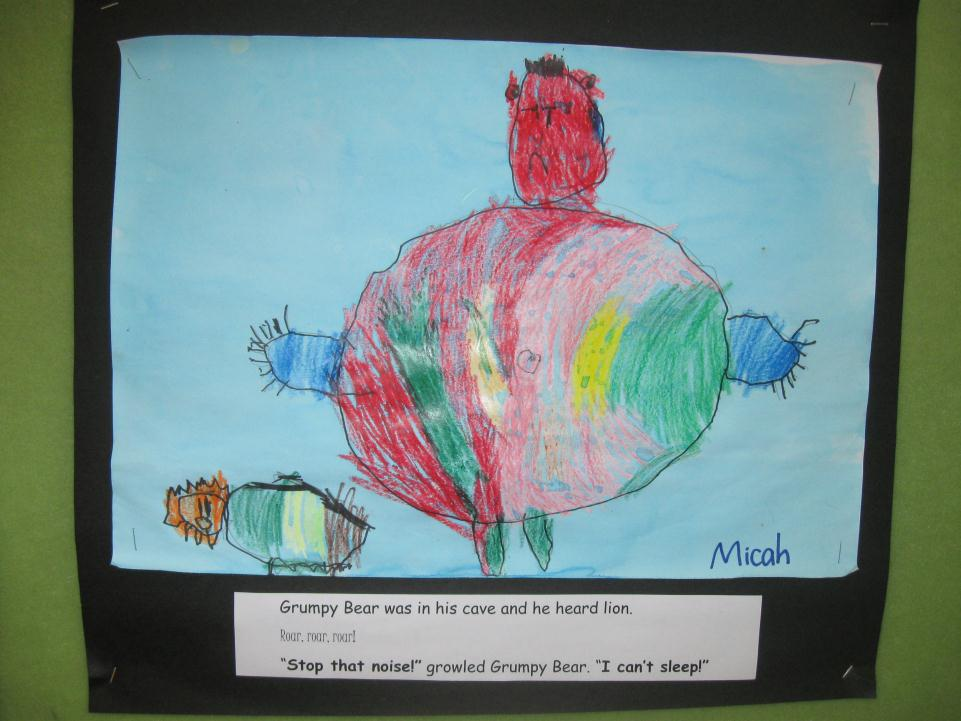 Micah
Grumpy Bear was in his cave and he heard lion.
Roar, roar, roar!
“Stop that noise!” growled Grumpy Bear. “I can’t sleep!”